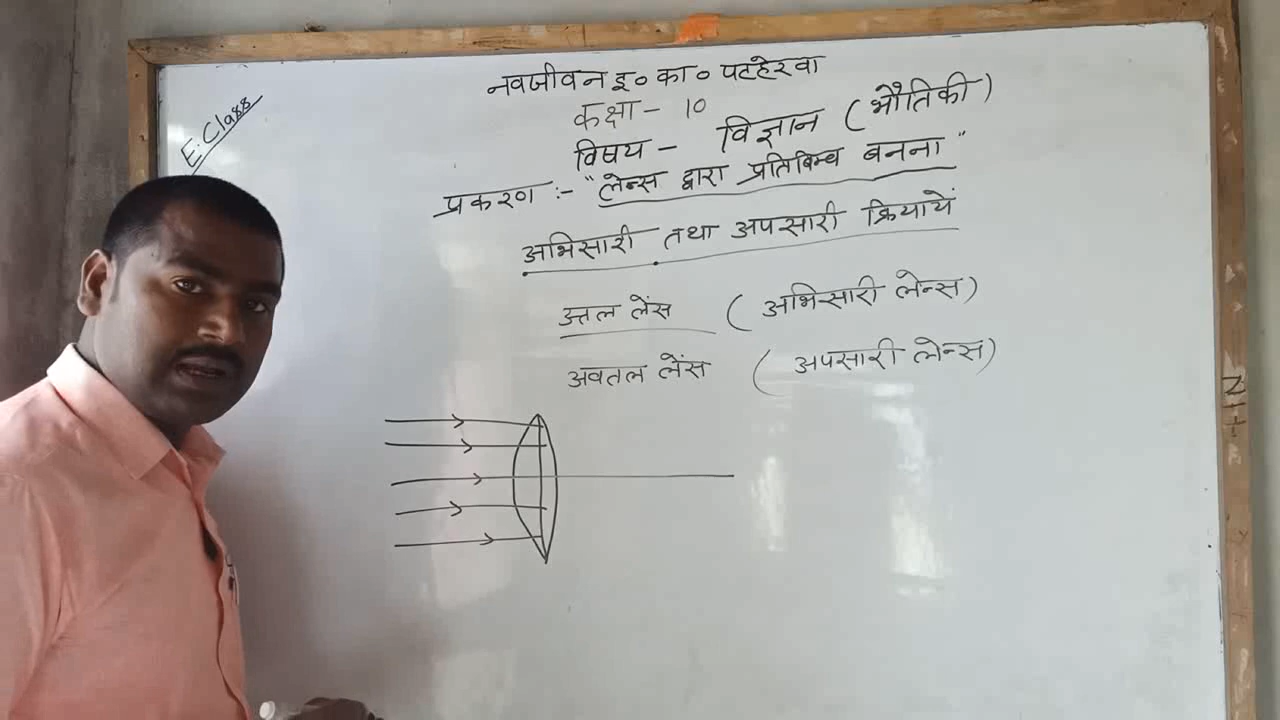 E. Class
नवजीवन इ० का० पटहेरवा
कक्षा - 10
विषय - विज्ञान (भौतिकी)
प्रकरण :- "लेन्स द्वारा प्रतिबिम्ब बनना"
अभिसारी तथा अपसारी क्रियायें
उत्तल लेंस ( अभिसारी लेन्स)
अवतल लेंस ( अपसारी लेन्स)